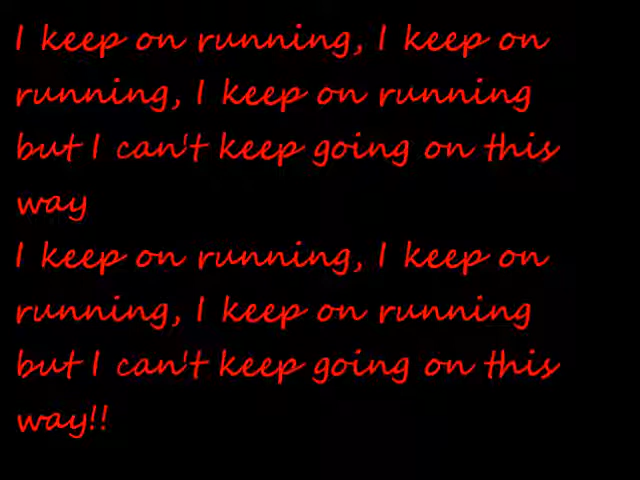 I keep on running, I keep on
running, I keep on running
but I can't keep going on this
way
I keep on running, I keep on
running, I keep on running
but I can't keep going on this
way!!